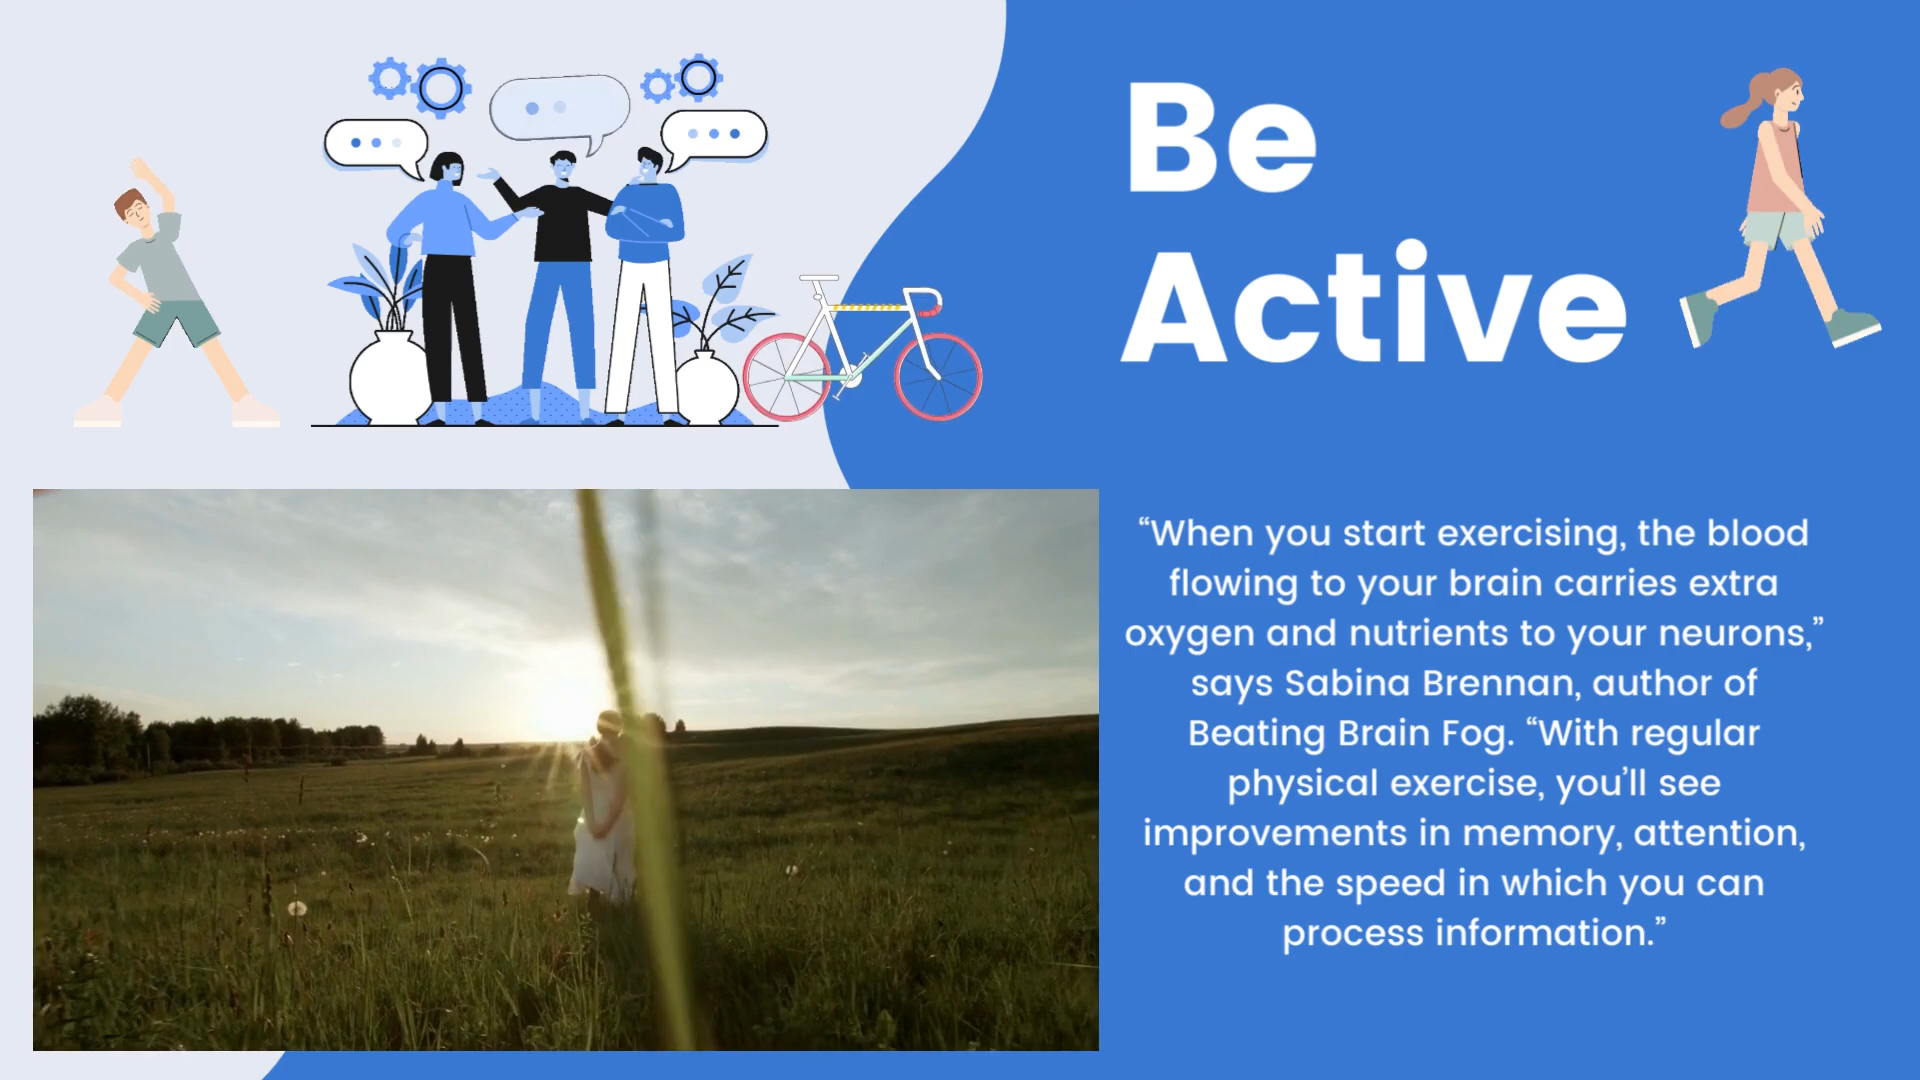 Be
Active
“When you start exercising, the blood
flowing to your brain carries extra
oxygen and nutrients to your neurons,”
says Sabina Brennan, author of
Beating Brain Fog. “With regular
physical exercise, you’ll see
improvements in memory, attention,
and the speed in which you can
process information.”